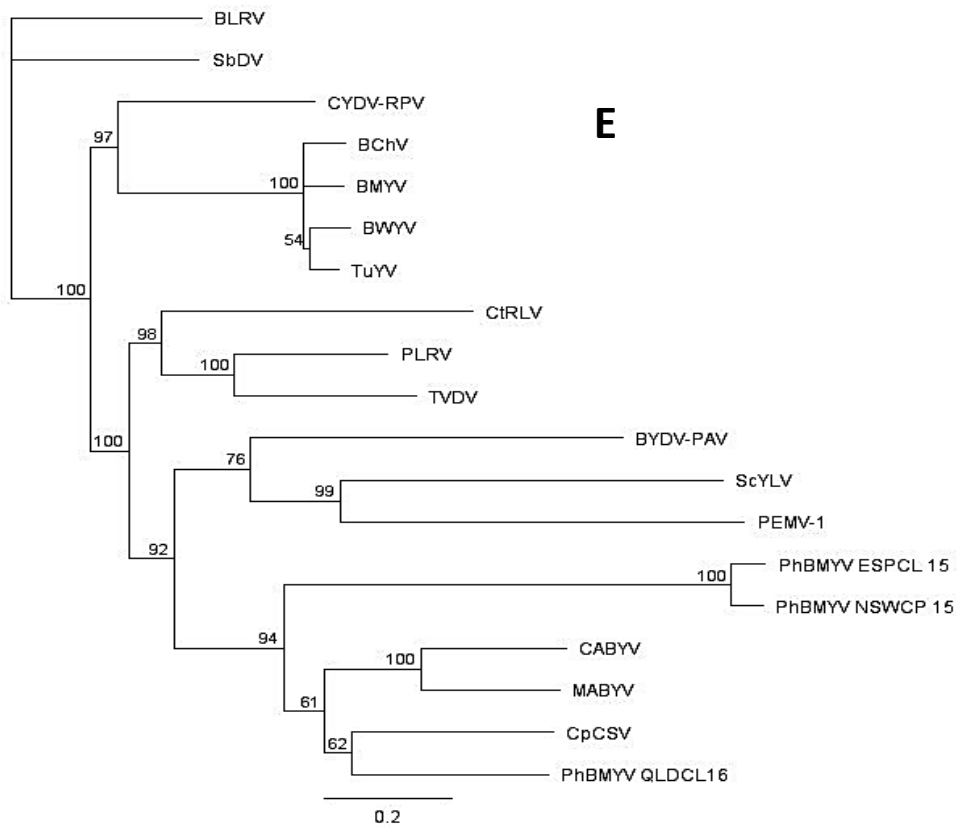 BLRV
SbDV
CYDV-RPV
E
97
BChV
100
BMYV
BWYV
54
TuYV
100
CtRLV
98
PLRV
100
TVDV
BYDV-PAV
100
76
ScYLV
99
PEMV-1
92
PhBMYV ESPCL 15
100
PhBMYV NSWCP 15
94
CABYV
100
MABYV
61
CpCSV
62
PhBMYV QLDCL16
0.2